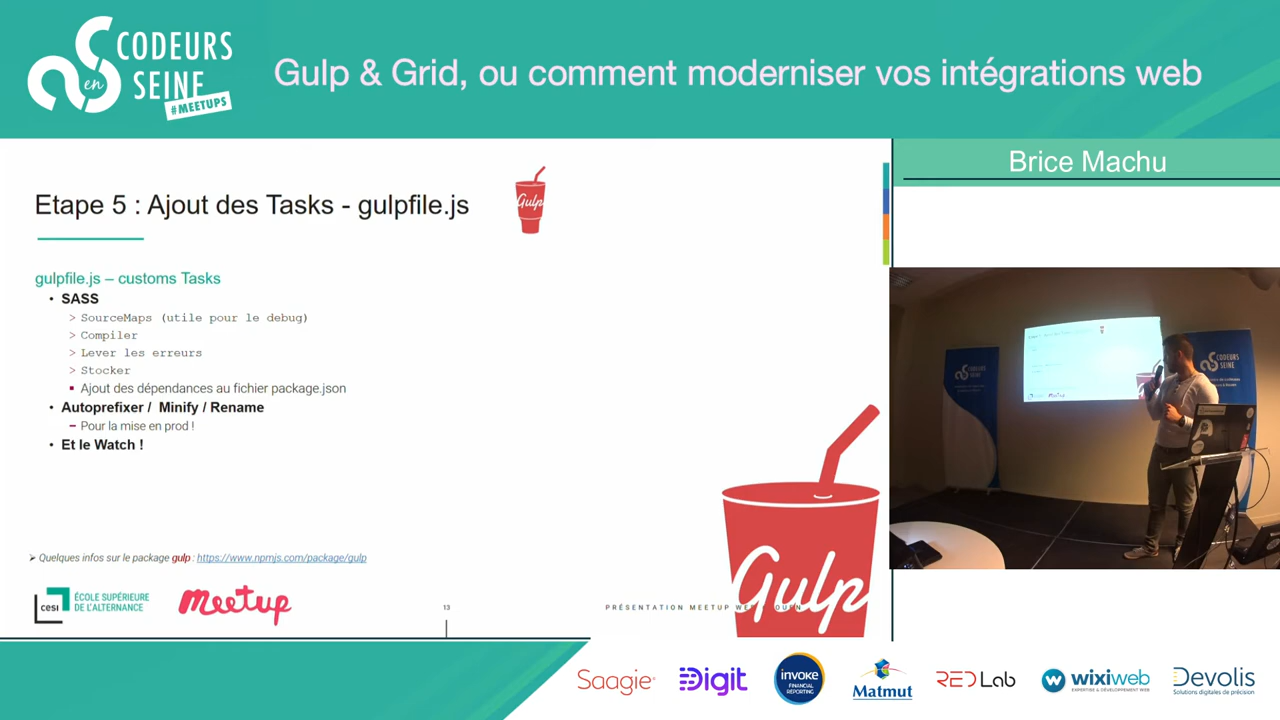 CODEURS
en
SEINE
#MEETUPS
Gulp & Grid, ou comment moderniser vos intégrations web
Brice Machu
Etape 5 : Ajout des Tasks - gulpfile.js
Gulp
gulpfile.js – customs Tasks
• SASS
> SourceMaps (utile pour le debug)
> Compiler
> Lever les erreurs
> Stocker
▪ Ajout des dépendances au fichier package.json
• Autoprefixer / Minify / Rename
– Pour la mise en prod !
• Et le Watch !
➢ Quelques infos sur le package gulp : https://www.npmjs.com/package/gulp
cesi
ÉCOLE SUPÉRIEURE
DE L'ALTERNANCE
meetup
13
PRÉSENTATION MEETUP WEB ROUEN
Gulp
CODEURS
SEINE
Saagie
Digit
invoke
FINANCIAL
REPORTING
Matmut
RED Lab
wixiweb
EXPERTISE & DÉVELOPPEMENT WEB
Devolis
Solutions digitales de précision